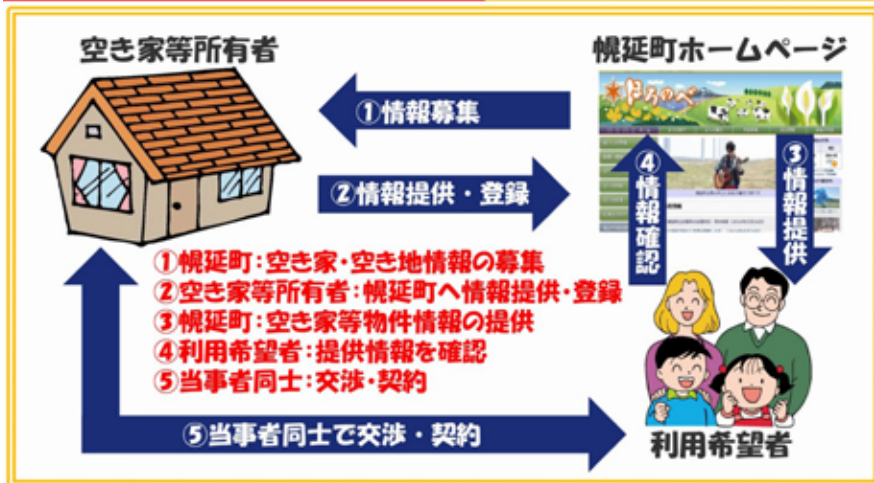 空き家等所有者
幌延町ホームページ
ほろのべ
①情報募集
②情報提供・登録
④情報確認
③情報提供
①幌延町：空き家・空き地情報の募集
②空き家等所有者：幌延町へ情報提供・登録
③幌延町：空き家等物件情報の提供
④利用希望者：提供情報を確認
⑤当事者同士：交渉・契約
⑤当事者同士で交渉・契約
利用希望者